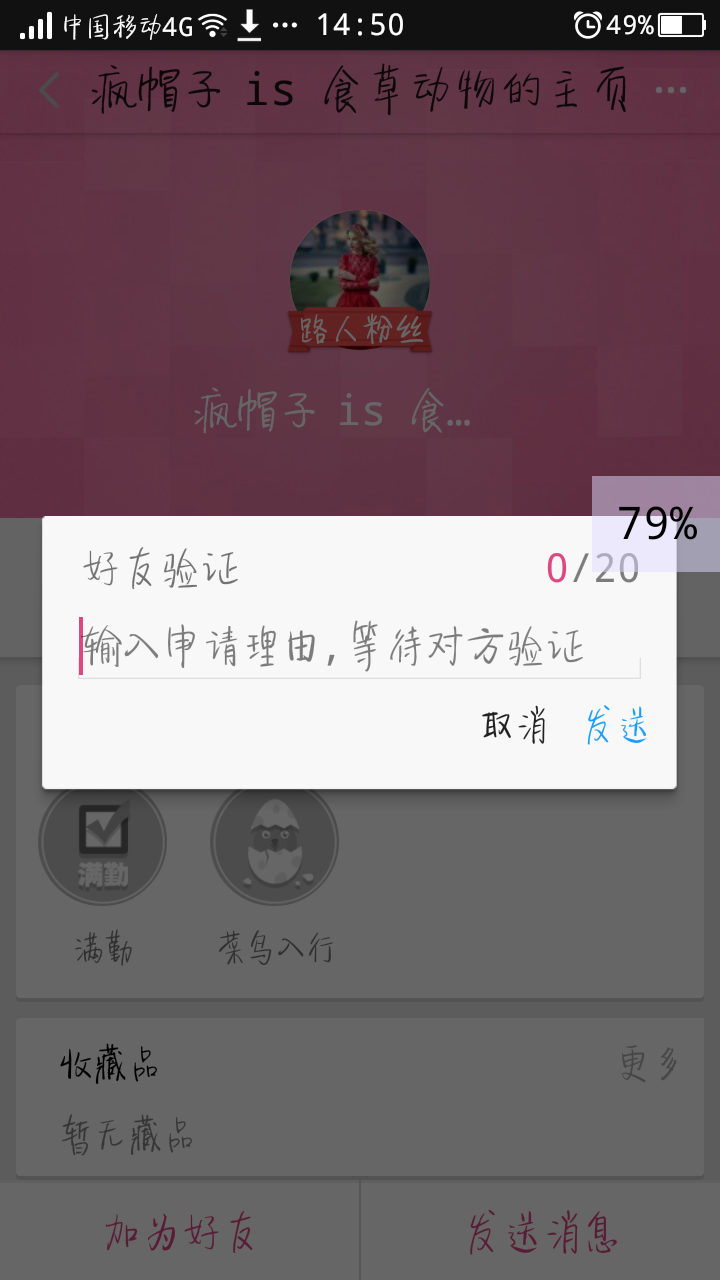 中国移动4G ... 14:50 49%
疯帽子 is 食草动物的主页
路人粉丝
疯帽子 is 食...
79%
好友验证 0/20
输入申请理由,等待对方验证
取消 发送
满勤
满勤 菜鸟入行
收藏品 更多
暂无藏品
加为好友 发送消息